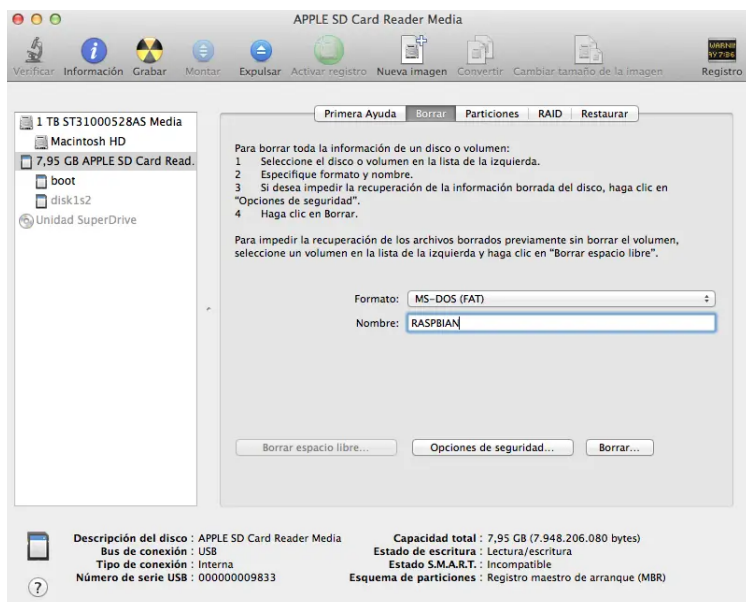 APPLE SD Card Reader Media
Verificar Información Grabar Montar Expulsar Activar registro Nueva imagen Convertir Cambiar tamaño de la imagen Registro
WARNIN
AY 7:86
1 TB ST31000528AS Media
Macintosh HD
7,95 GB APPLE SD Card Read.
boot
disk1s2
Unidad SuperDrive
Primera Ayuda Borrar Particiones RAID Restaurar
Para borrar toda la información de un disco o volumen:
1 Seleccione el disco o volumen en la lista de la izquierda.
2 Especifique formato y nombre.
3 Si desea impedir la recuperación de la información borrada del disco, haga clic en
"Opciones de seguridad".
4 Haga clic en Borrar.
Para impedir la recuperación de los archivos borrados previamente sin borrar el volumen,
seleccione un volumen en la lista de la izquierda y haga clic en "Borrar espacio libre".
Formato: MS-DOS (FAT)
Nombre: RASPBIAN
Borrar espacio libre... Opciones de seguridad... Borrar...
Descripción del disco : APPLE SD Card Reader Media
Bus de conexión : USB
Tipo de conexión : Interna
Número de serie USB : 000000009833
Capacidad total : 7,95 GB (7.948.206.080 bytes)
Estado de escritura : Lectura/escritura
Estado S.M.A.R.T. : Incompatible
Esquema de particiones : Registro maestro de arranque (MBR)
?